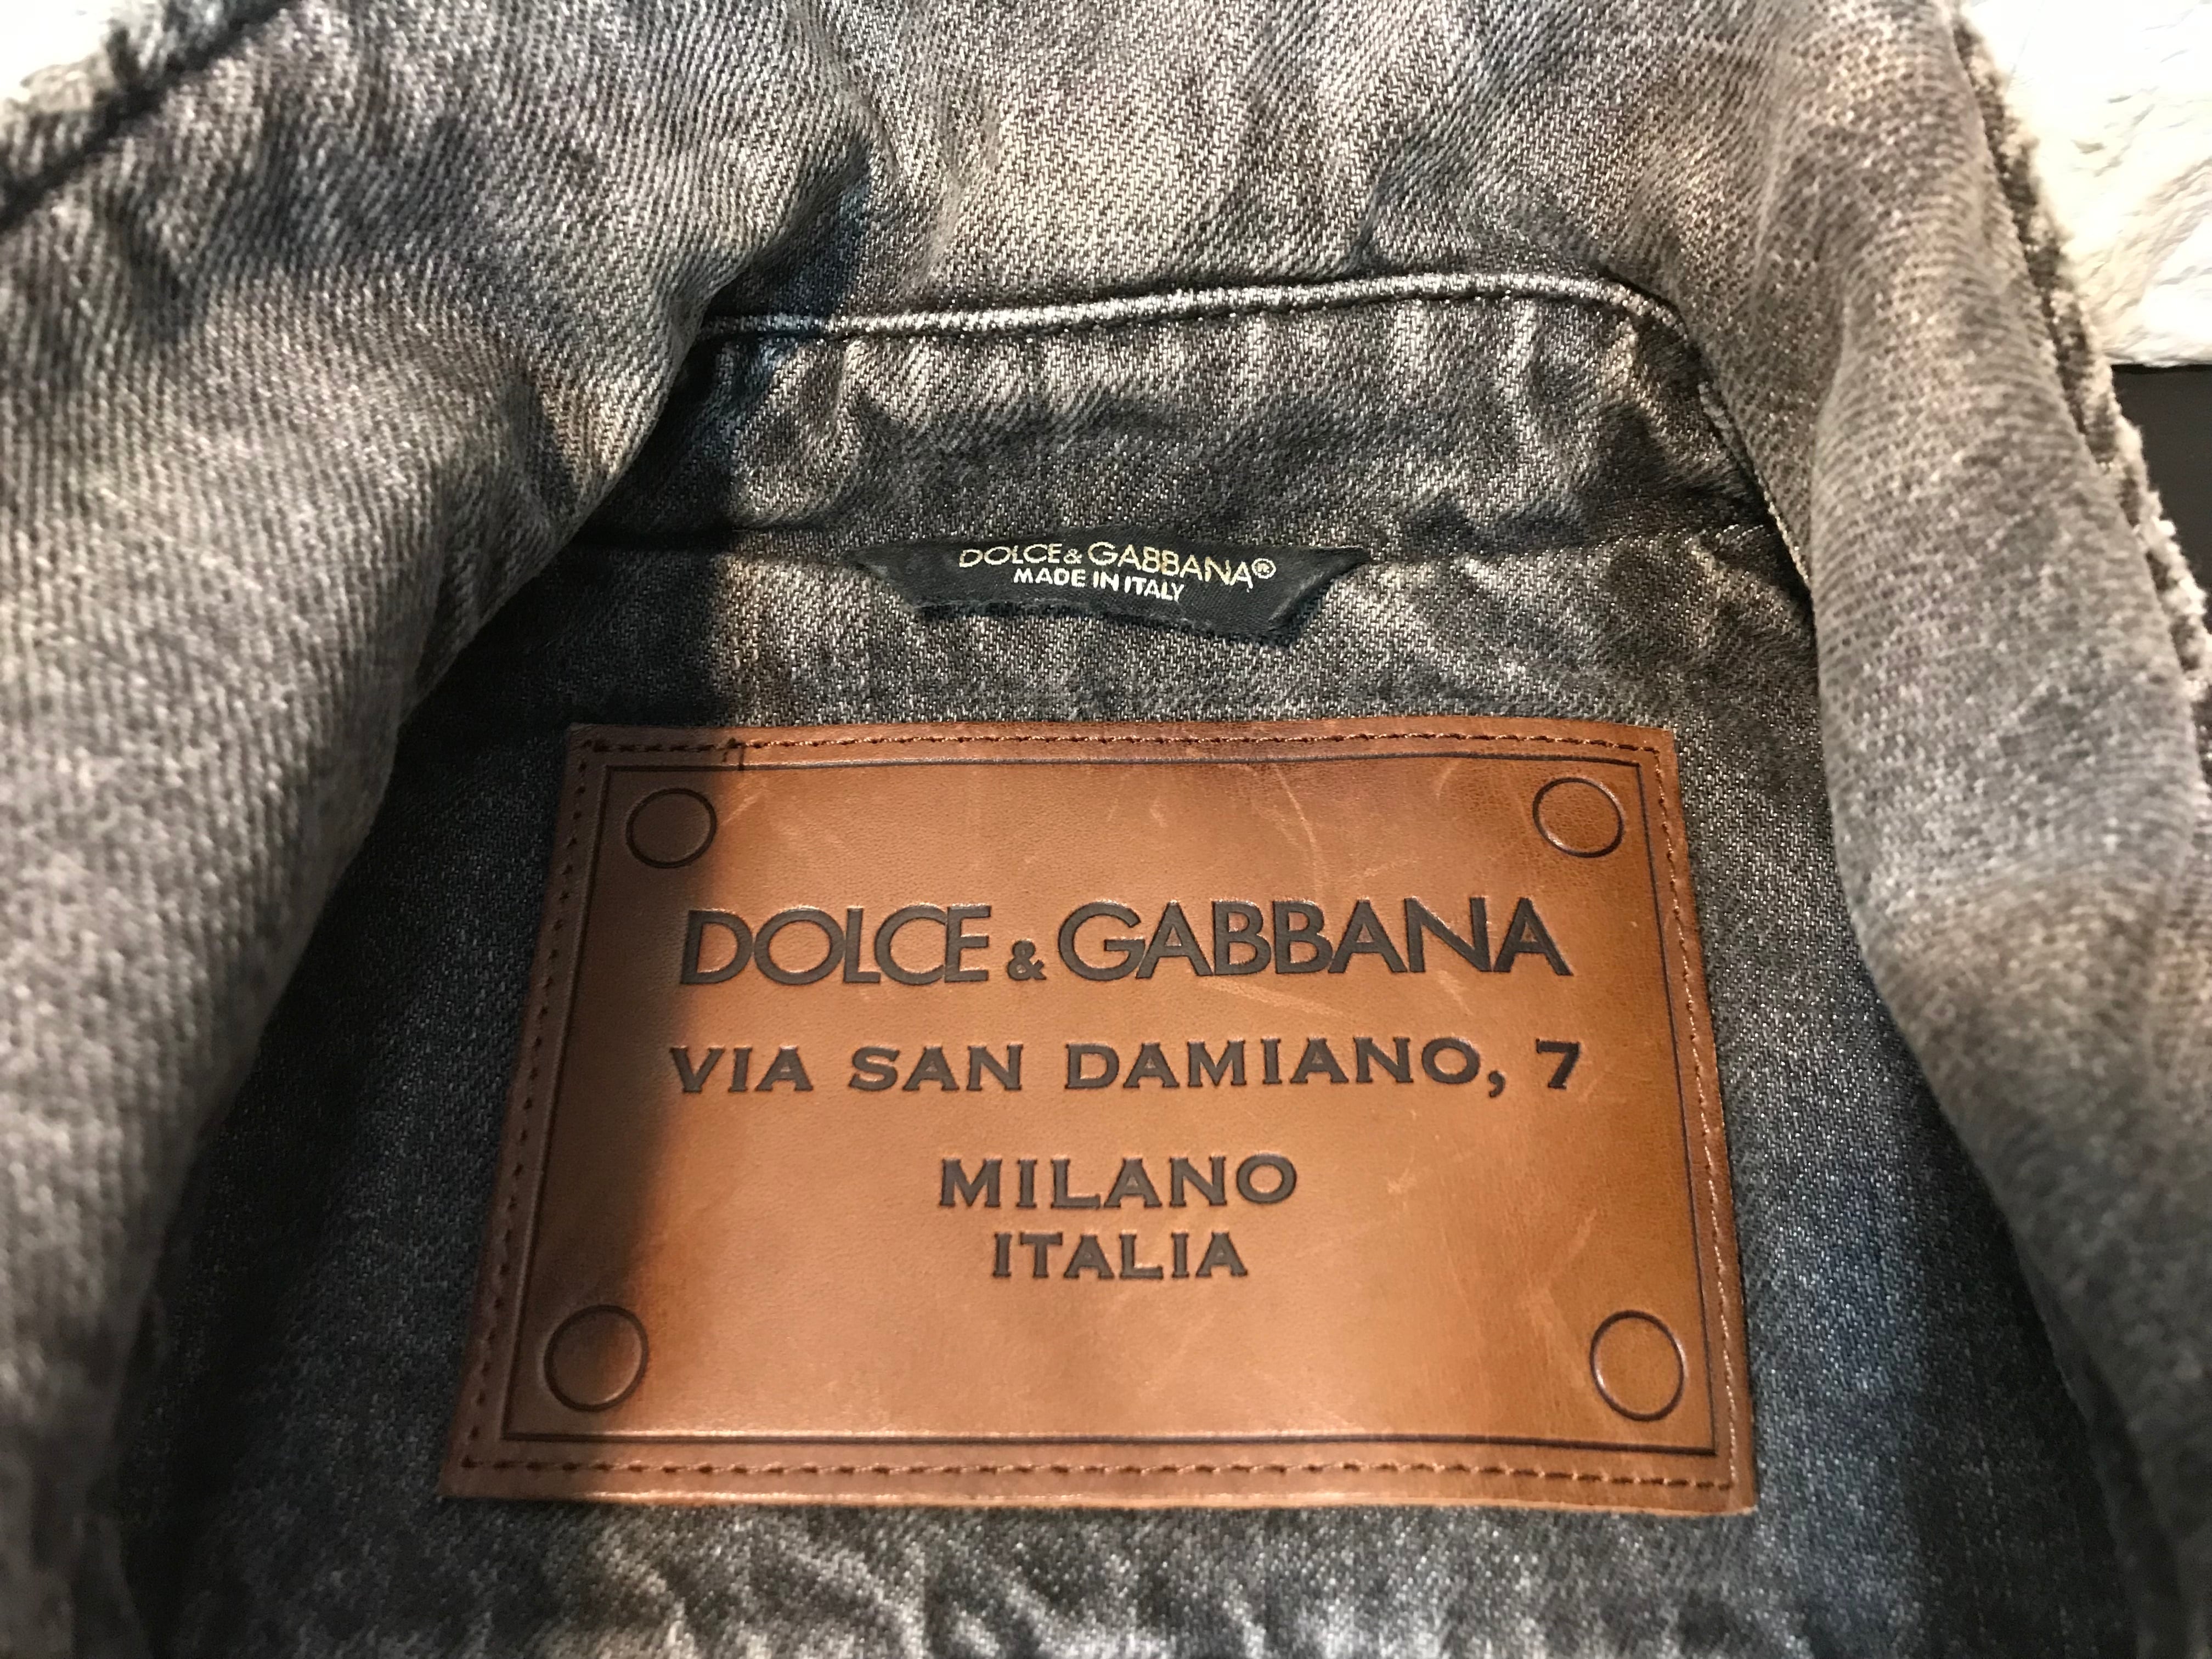 DOLCE & GABBANA®
MADE IN ITALY
DOLCE & GABBANA
VIA SAN DAMIANO, 7
MILANO
ITALIA